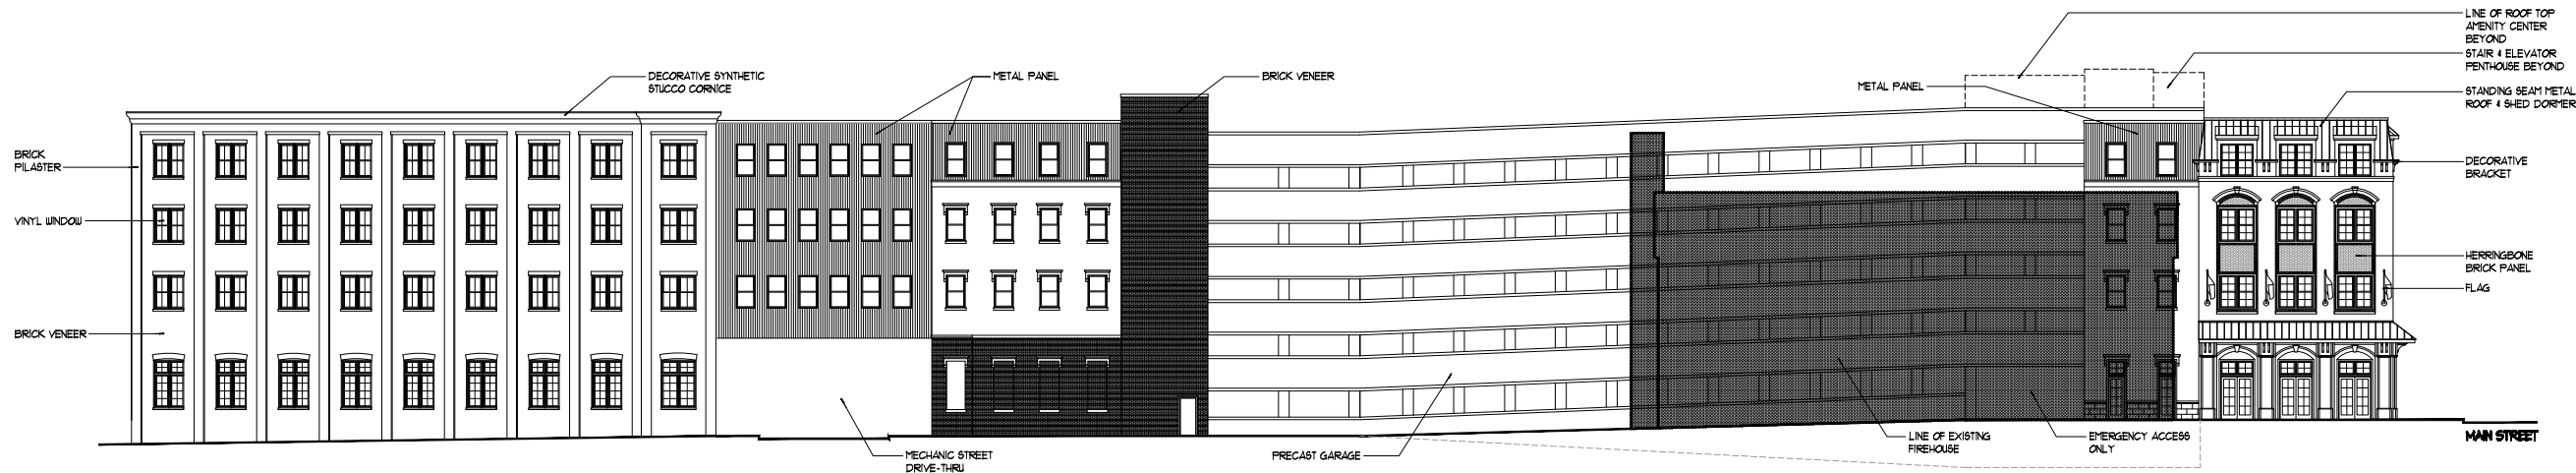 LINE OF ROOF TOP
AMENITY CENTER
BEYOND
STAIR & ELEVATOR
PENTHOUSE BEYOND
DECORATIVE SYNTHETIC
STUCCO CORNICE
METAL PANEL
BRICK VENEER
METAL PANEL
STANDING SEAM METAL
ROOF & SHED DORMER
BRICK
PILASTER
DECORATIVE
BRACKET
VINYL WINDOW
HERRINGBONE
BRICK PANEL
FLAG
BRICK VENEER
MAIN STREET
MECHANIC STREET
DRIVE-THRU
PRECAST GARAGE
LINE OF EXISTING
FIREHOUSE
EMERGENCY ACCESS
ONLY